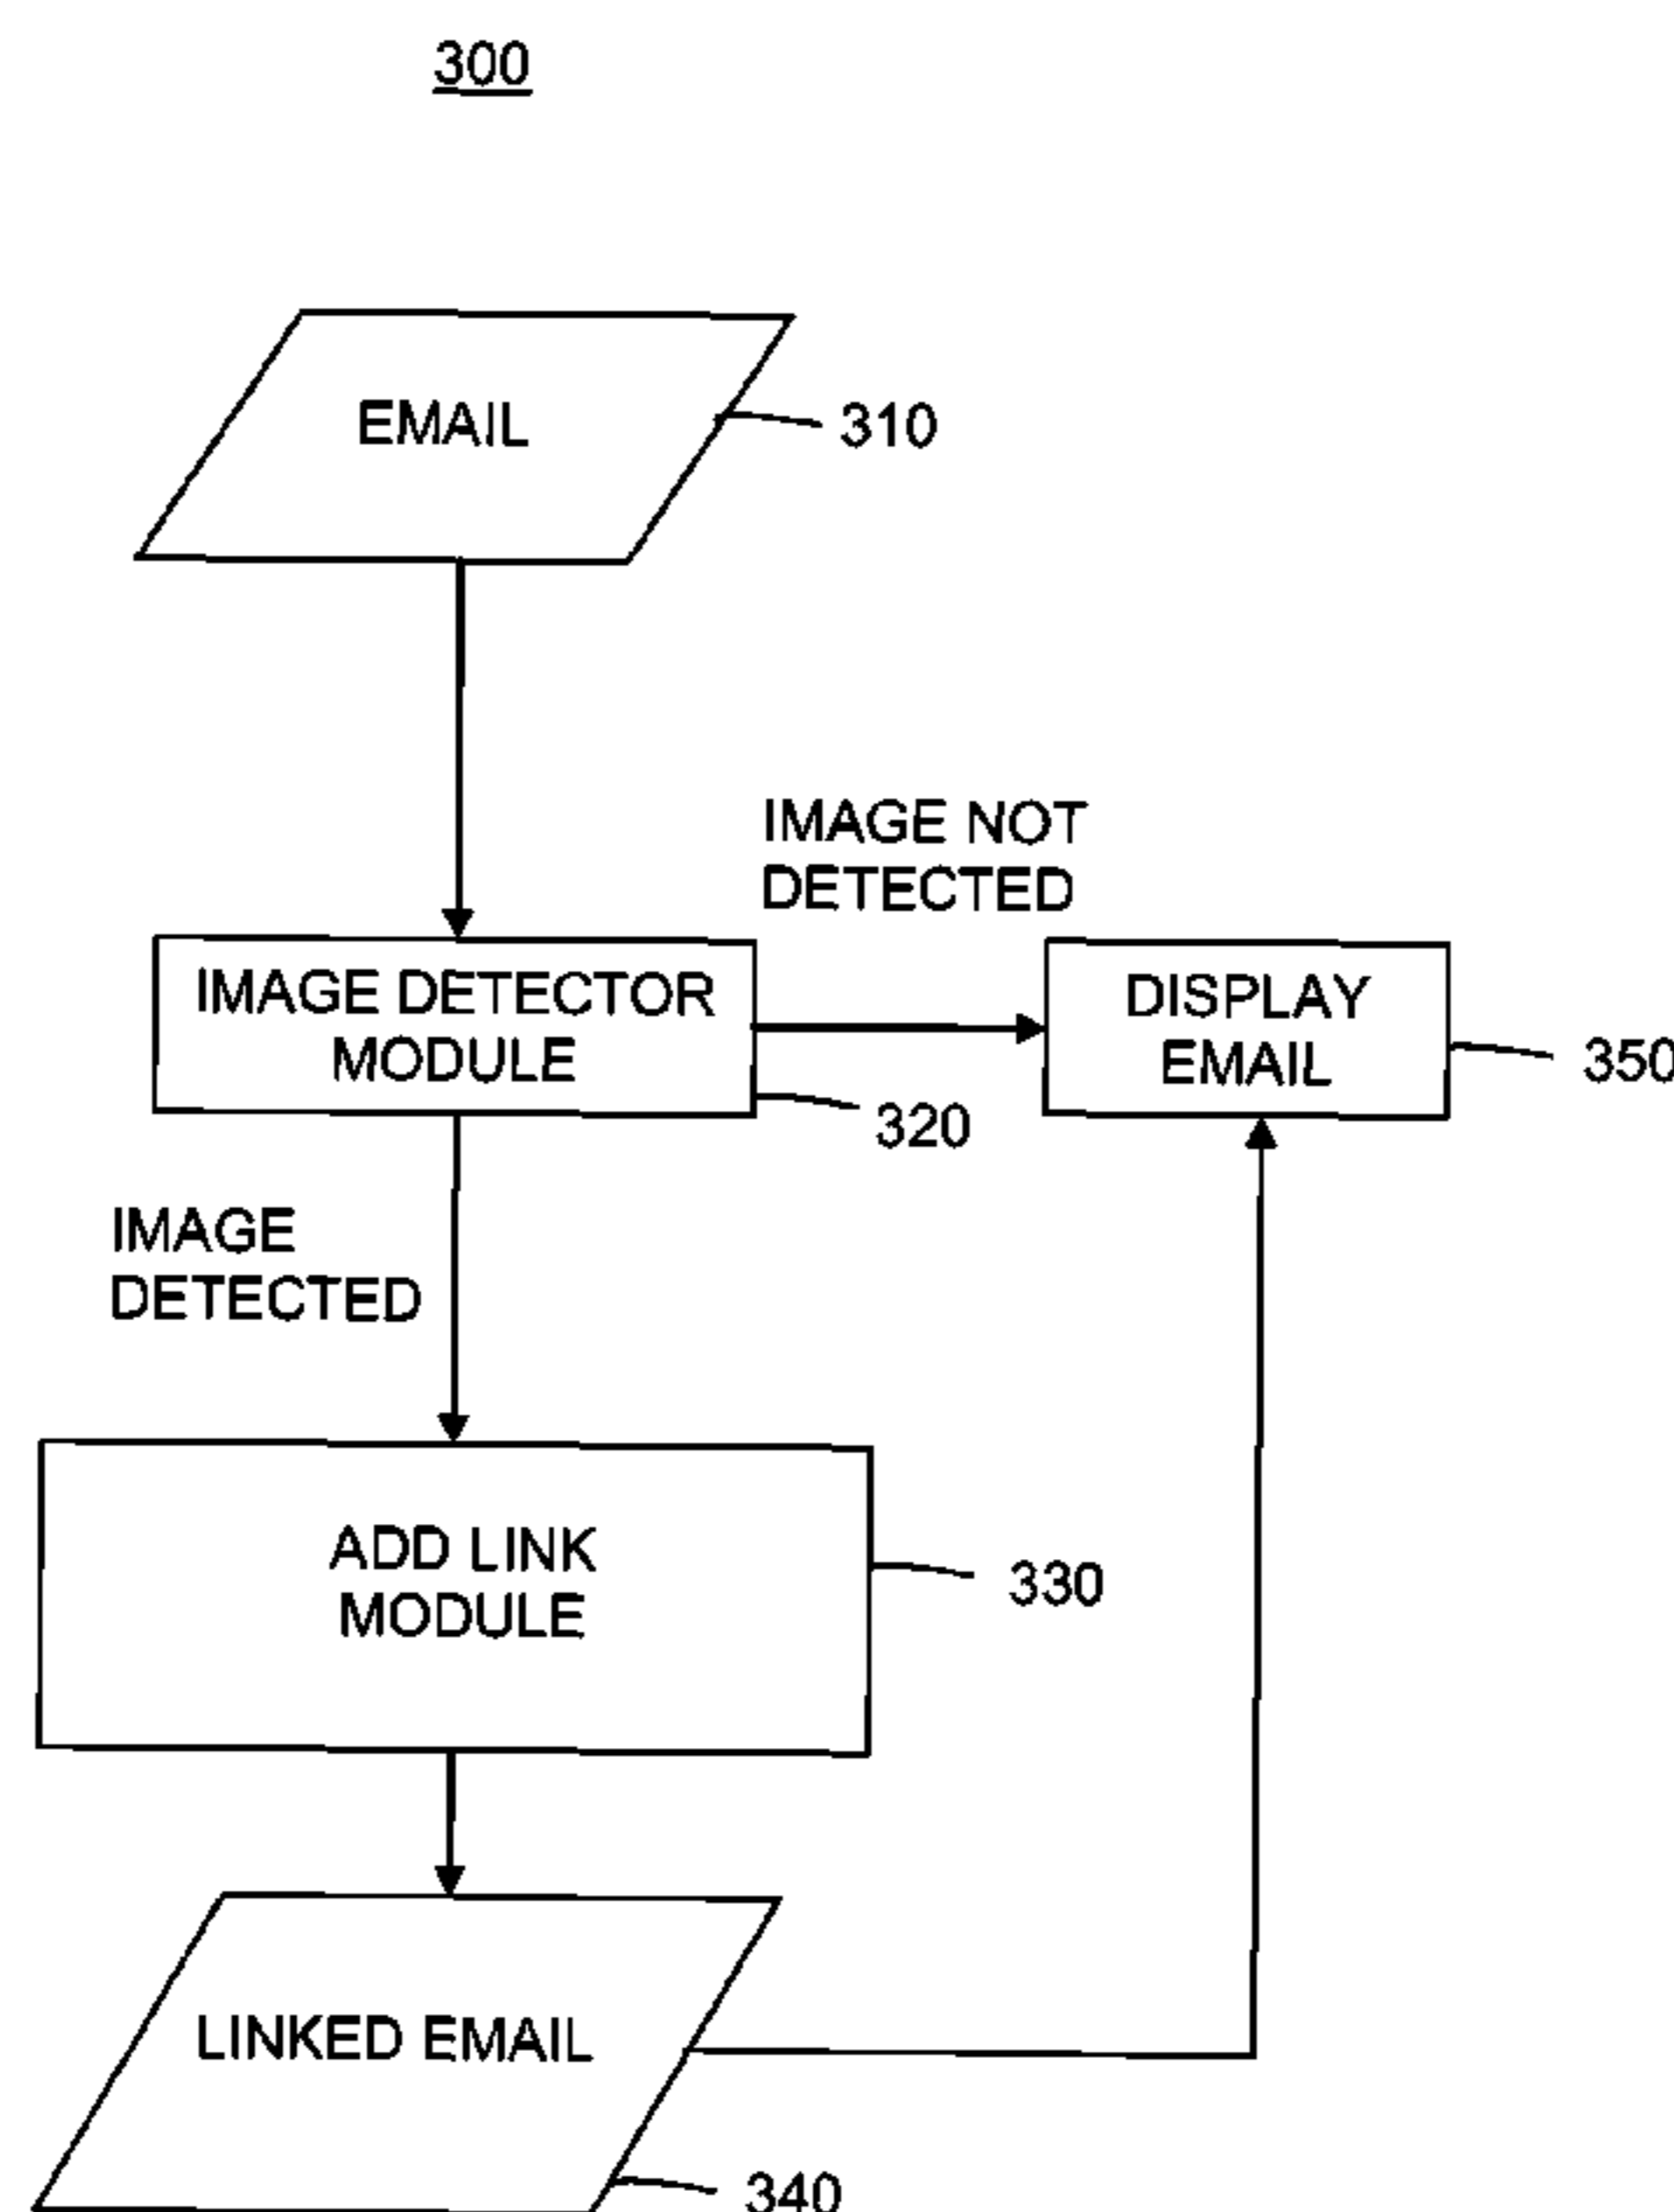 300
EMAIL
310
IMAGE NOT
DETECTED
IMAGE DETECTOR
MODULE
320
DISPLAY
EMAIL
350
IMAGE
DETECTED
ADD LINK
MODULE
330
LINKED EMAIL
340